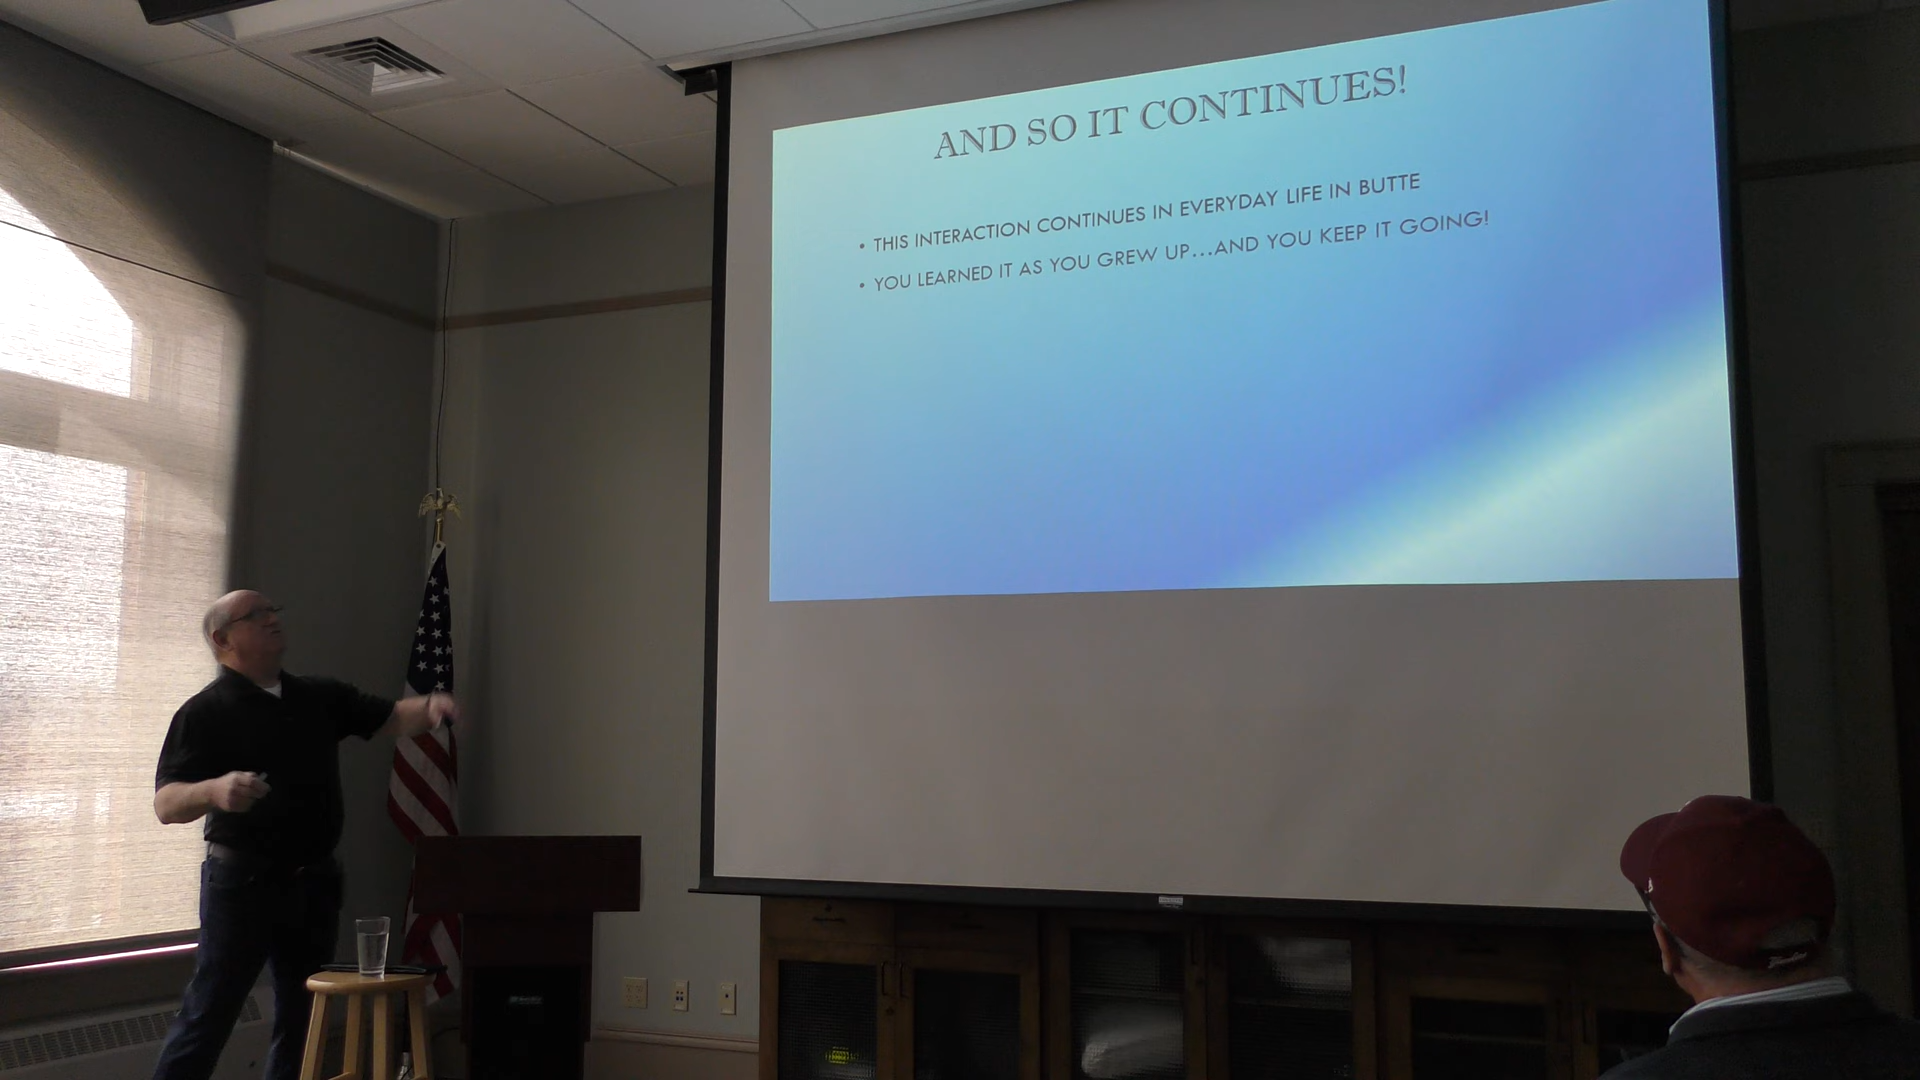 AND SO IT CONTINUES!
• THIS INTERACTION CONTINUES IN EVERYDAY LIFE IN BUTTE
• YOU LEARNED IT AS YOU GREW UP...AND YOU KEEP IT GOING!